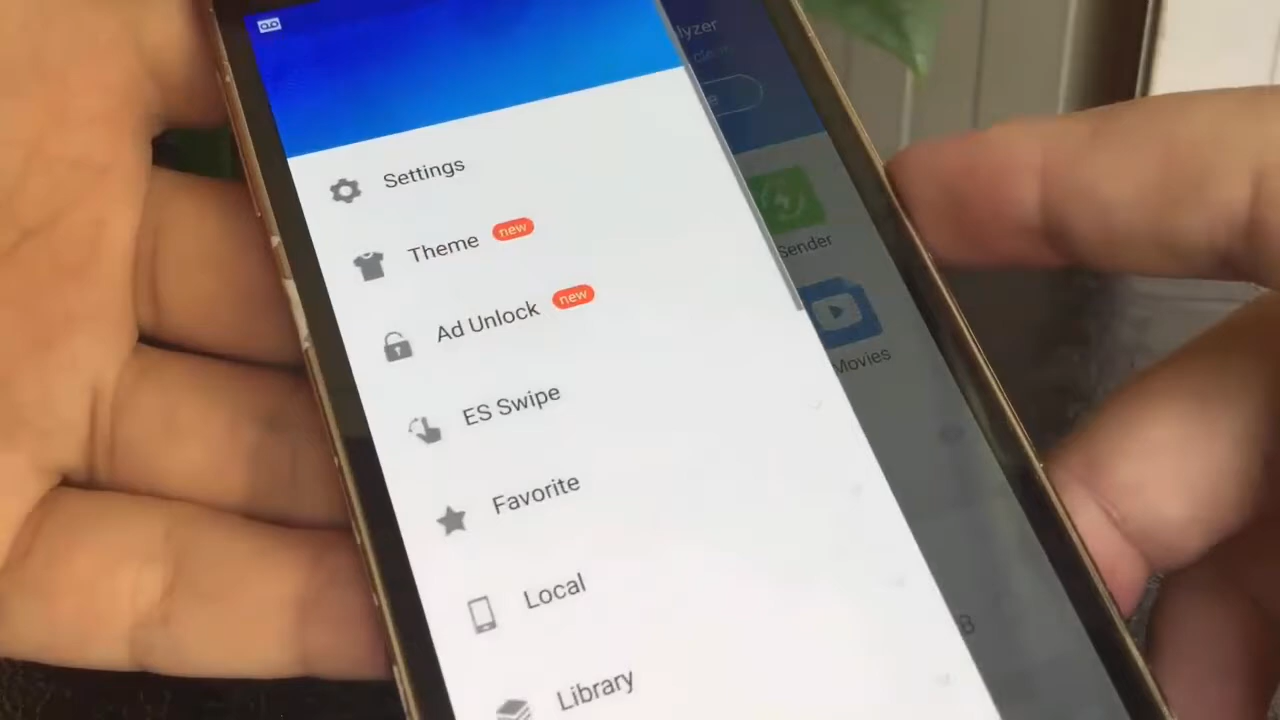 Settings
Theme new
Ad Unlock new
ES Swipe
Favorite
Local
Library
Sender
Movies